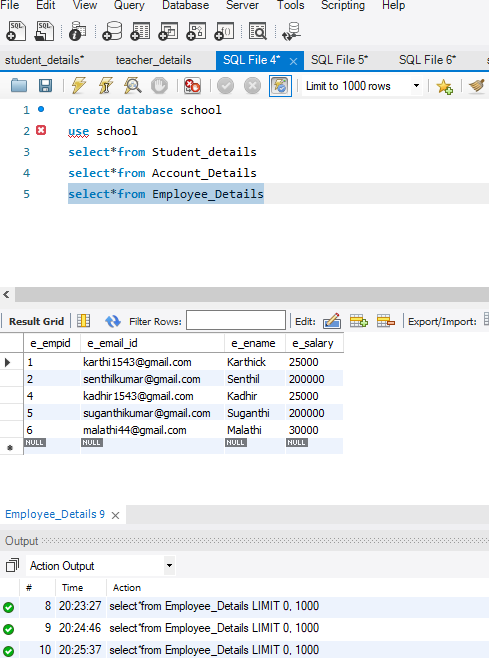 File Edit View Query Database Server Tools Scripting Help
student_details* teacher_details SQL File 4* SQL File 5* SQL File 6*
Limit to 1000 rows
1 create database school
2 use school
3 select*from Student_details
4 select*from Account_Details
5 select*from Employee_Details
Result Grid Filter Rows: Edit: Export/Import:
e_empid e_email_id e_ename e_salary
1 karthi1543@gmail.com Karthick 25000
2 senthilkumar@gmail.com Senthil 200000
4 kadhir1543@gmail.com Kadhir 25000
5 suganthikumar@gmail.com Suganthi 200000
6 malathi44@gmail.com Malathi 30000
NULL NULL NULL NULL
Employee_Details 9
Output
Action Output
# Time Action
8 20:23:27 select*from Employee_Details LIMIT 0, 1000
9 20:24:46 select*from Employee_Details LIMIT 0, 1000
10 20:25:37 select*from Employee_Details LIMIT 0, 1000